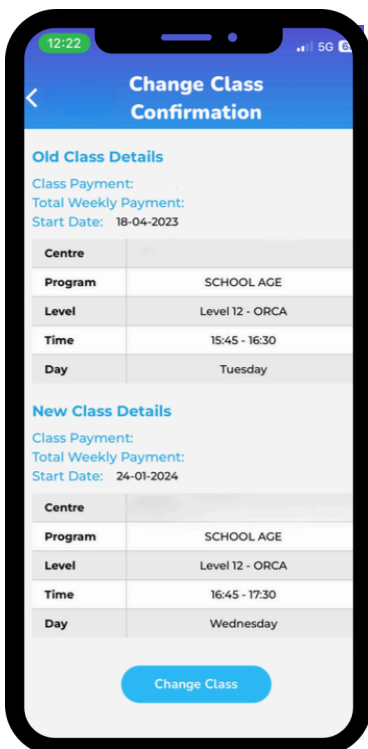 12:22
5G
Change Class
Confirmation
Old Class Details
Class Payment:
Total Weekly Payment:
Start Date: 18-04-2023
Centre
Program SCHOOL AGE
Level Level 12 - ORCA
Time 15:45 - 16:30
Day Tuesday
New Class Details
Class Payment:
Total Weekly Payment:
Start Date: 24-01-2024
Centre
Program SCHOOL AGE
Level Level 12 - ORCA
Time 16:45 - 17:30
Day Wednesday
Change Class